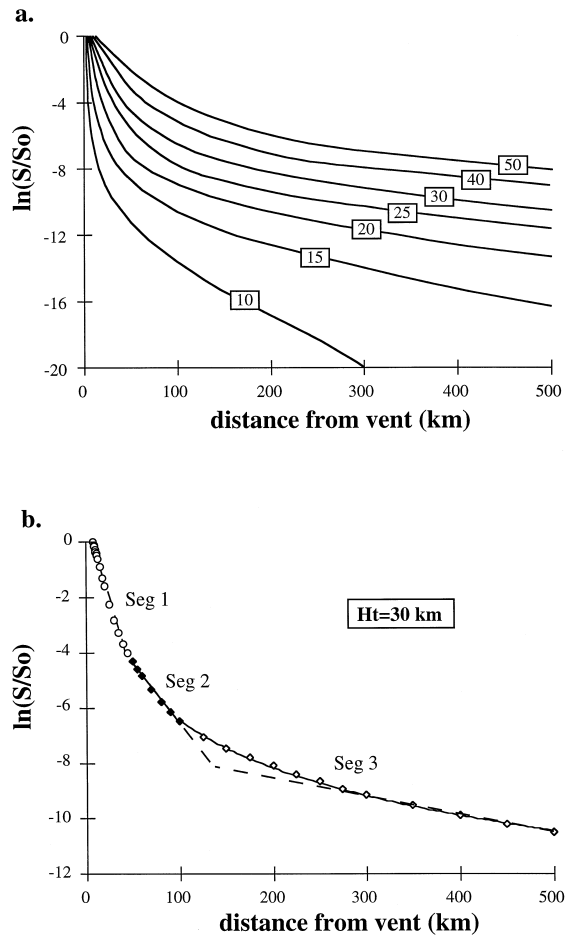 a.
0
-4
-8
-12
-16
-20
ln(S/So)
50
40
30
25
20
15
10
0 100 200 300 400 500
distance from vent (km)
b.
0
-2
-4
-6
-8
-10
-12
ln(S/So)
Seg 1
Ht=30 km
Seg 2
Seg 3
0 100 200 300 400 500
distance from vent (km)